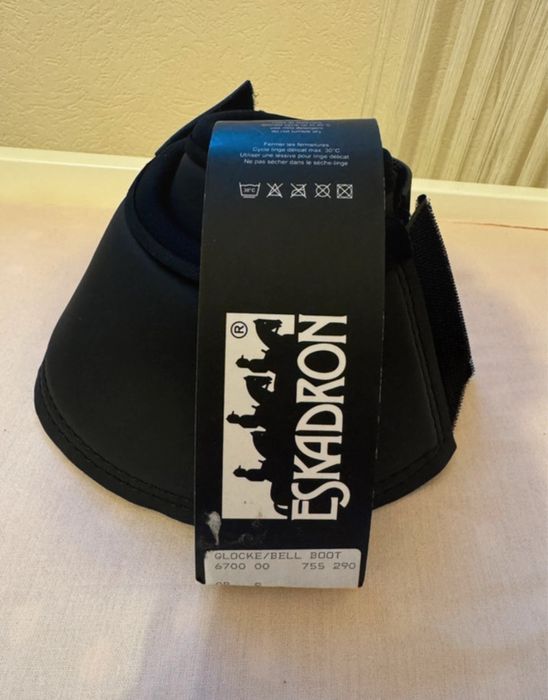 Fermer les fermetures
Cycle linge délicat max. 30°C
Utiliser une lessive pour linge délicat
Ne pas sécher dans le sèche-linge
30°C
®
ESKADRON
GLOCKE/BELL BOOT
6700 00 755 290